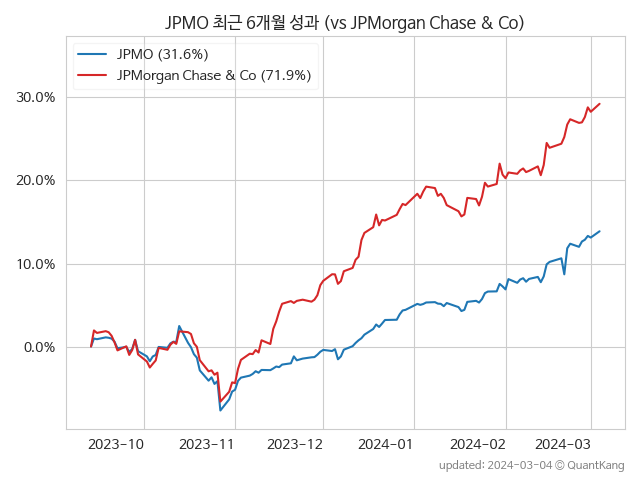 JPMO 최근 6개월 성과 (vs JPMorgan Chase & Co)
JPMO (31.6%)
JPMorgan Chase & Co (71.9%)
30.0%
20.0%
10.0%
0.0%
2023-10 2023-11 2023-12 2024-01 2024-02 2024-03
updated: 2024-03-04 © QuantKang